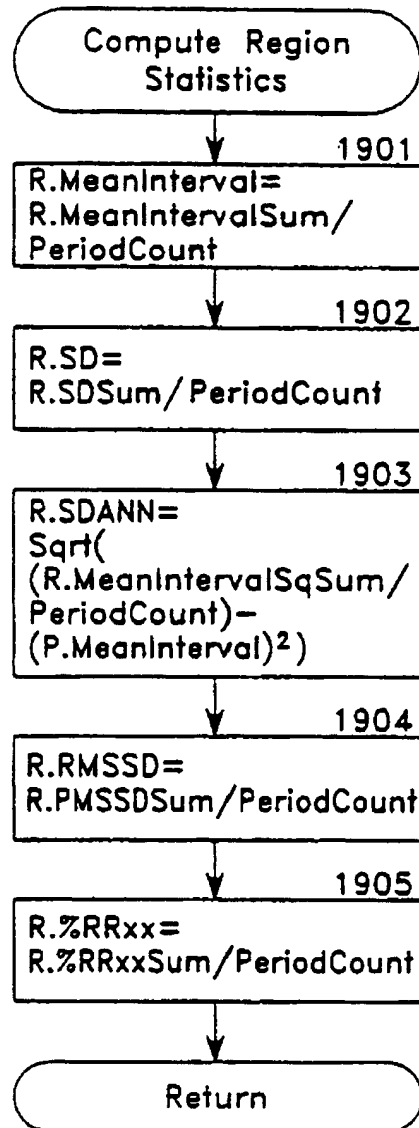 Compute Region
Statistics
1901
R.MeanInterval=
R.MeanIntervalSum/
PeriodCount
1902
R.SD=
R.SDSum/PeriodCount
1903
R.SDANN=
Sqrt(
(R.MeanIntervalSqSum/
PeriodCount)-
(P.MeanInterval)²)
1904
R.RMSSD=
R.PMSSDSum/PeriodCount
1905
R.%RRxx=
R.%RRxxSum/PeriodCount
Return